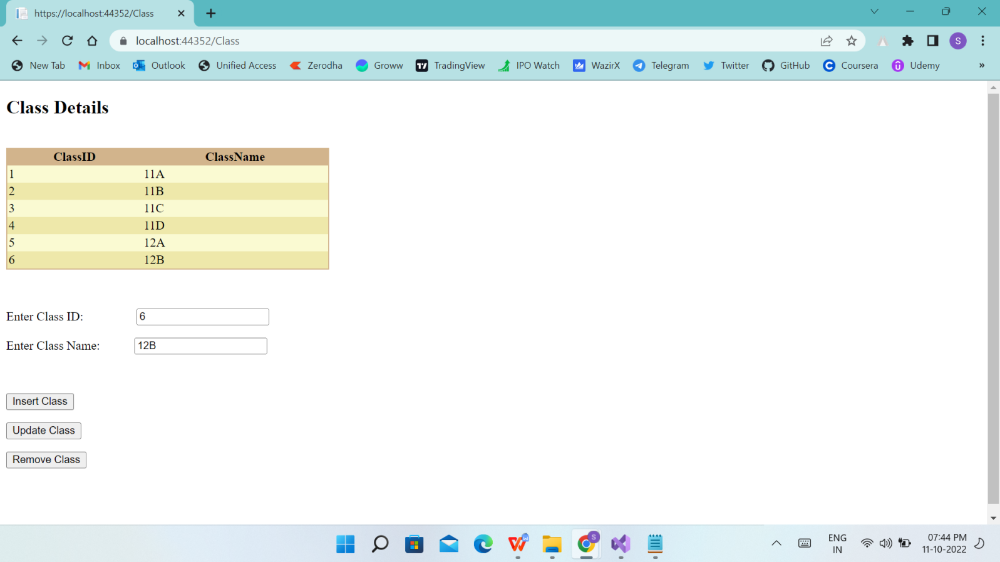 https://localhost:44352/Class
localhost:44352/Class
S
New Tab Inbox Outlook Unified Access Zerodha Groww TradingView IPO Watch WazirX Telegram Twitter GitHub Coursera Udemy »
Class Details
ClassID ClassName
1 11A
2 11B
3 11C
4 11D
5 12A
6 12B
Enter Class ID: 6
Enter Class Name: 12B
Insert Class
Update Class
Remove Class
S
ENG
IN
07:44 PM
11-10-2022